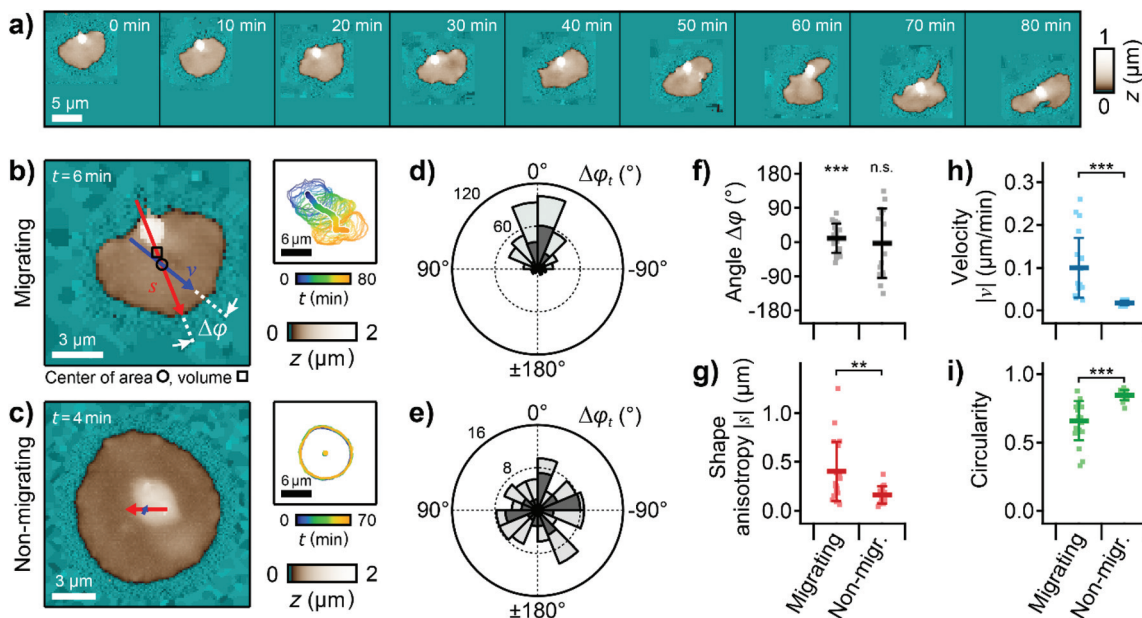 a)
0 min 10 min 20 min 30 min 40 min 50 min 60 min 70 min 80 min
5 µm
1
0
z (µm)
b)
Migrating
t = 6 min
s
v
Δφ
3 µm
Center of area , volume
6 µm
0 80
t (min)
0 2
z (µm)
c)
Non-migrating
t = 4 min
3 µm
6 µm
0 70
t (min)
0 2
z (µm)
d)
0°
Δφt (°)
120
60
90°
-90°
±180°
e)
0°
Δφt (°)
16
8
90°
-90°
±180°
f)
Angle Δφ (°)
180
90
0
-90
-180
***
n.s.
g)
Shape
anisotropy |s| (µm)
1.0
0.5
0.0
**
Migrating
Non-migr.
h)
Velocity
|v| (µm/min)
0.3
0.2
0.1
0.0
***
i)
Circularity
1.0
0.5
0.0
***
Migrating
Non-migr.